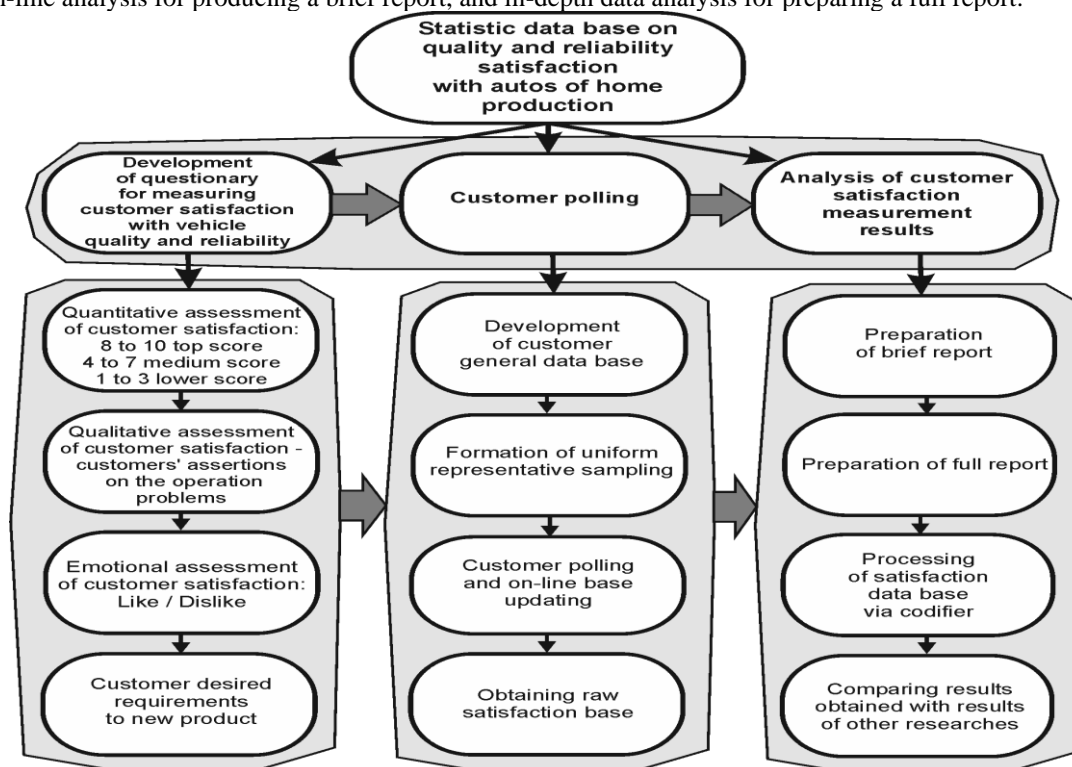 -line analysis for producing a brief report, and in-depth data analysis for preparing a full report.
Statistic data base on
quality and reliability
satisfaction
with autos of home
production
Development
of questionary
for measuring
customer satisfaction
with vehicle
quality and reliability
Customer polling
Analysis of customer
satisfaction
measurement
results
Quantitative assessment
of customer satisfaction:
8 to 10 top score
4 to 7 medium score
1 to 3 lower score
Qualitative assessment
of customer satisfaction -
customers' assertions
on the operation
problems
Emotional assessment
of customer satisfaction:
Like / Dislike
Customer desired
requirements
to new product
Development
of customer
general data base
Formation of uniform
representative sampling
Customer polling
and on-line base
updating
Obtaining raw
satisfaction base
Preparation
of brief report
Preparation of full report
Processing
of satisfaction
data base
via codifier
Comparing results
obtained with results
of other researches